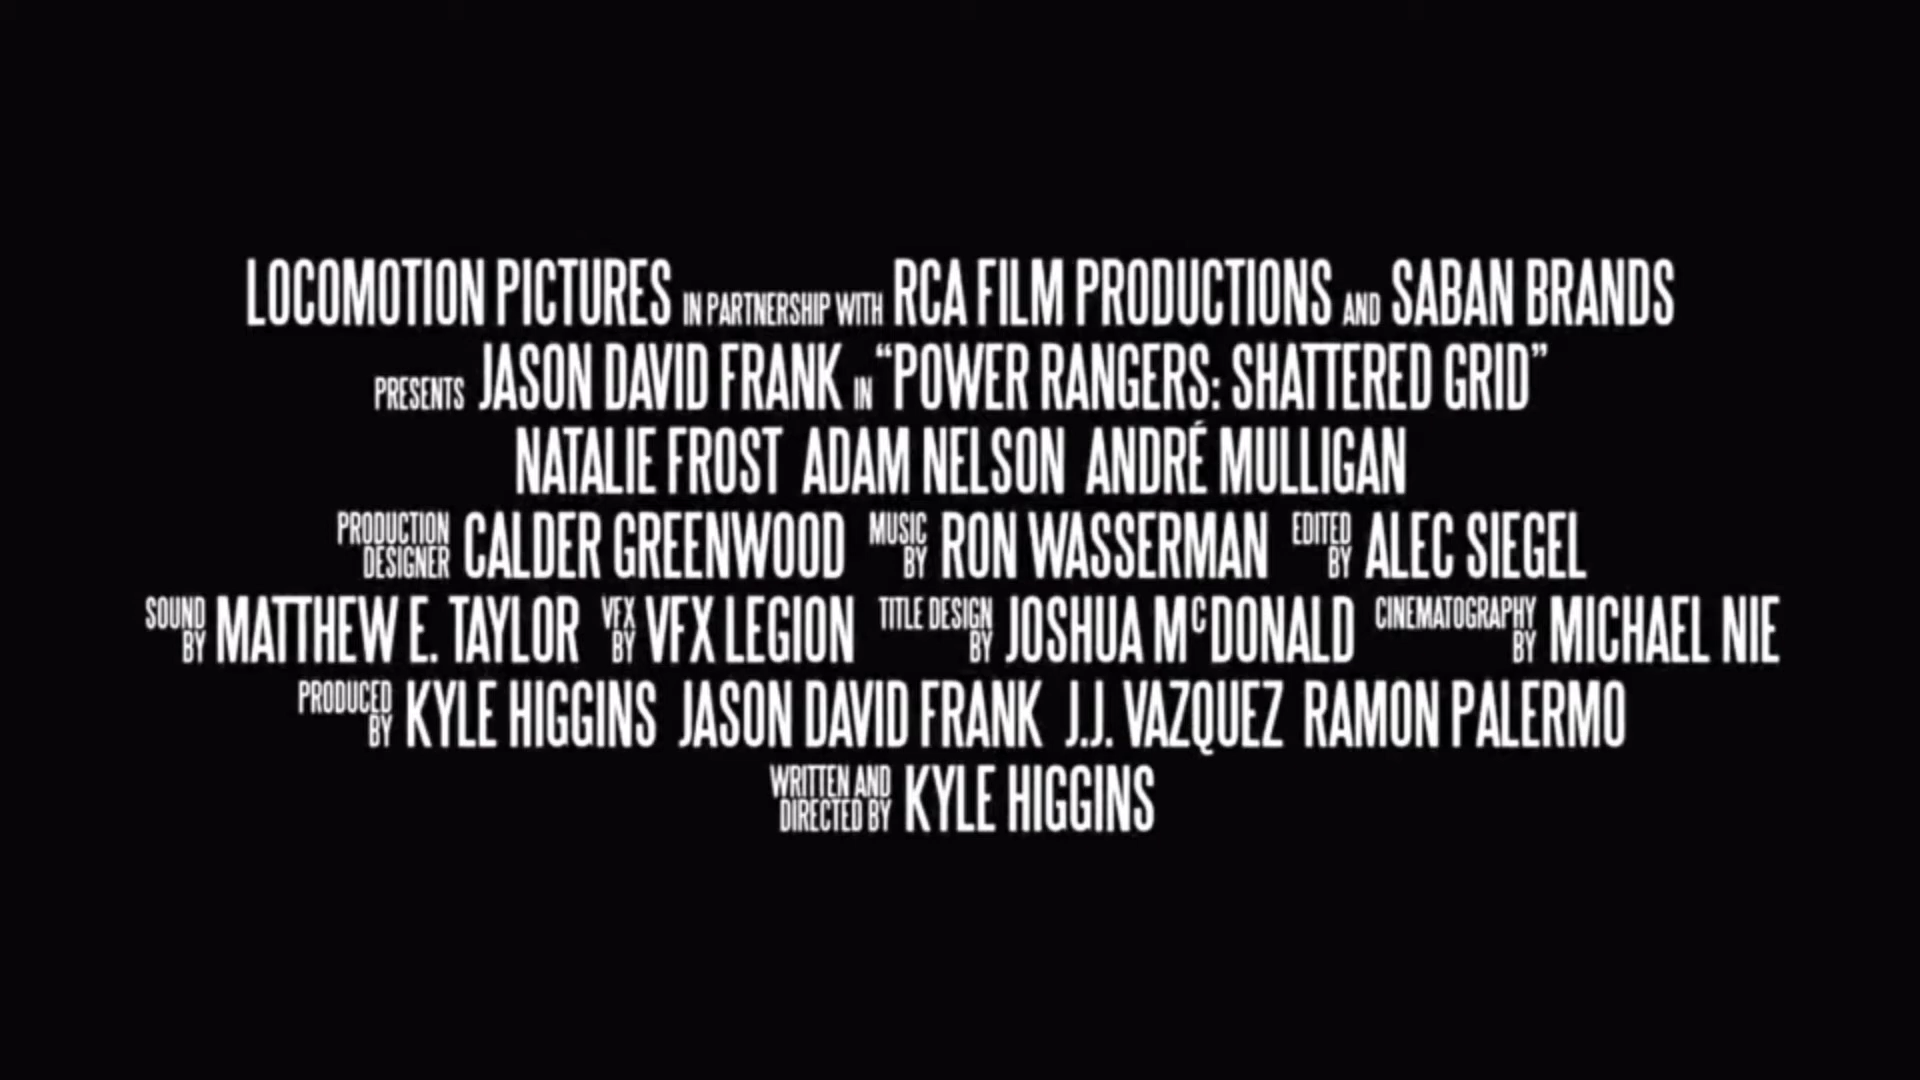 LOCOMOTION PICTURES IN PARTNERSHIP WITH RCA FILM PRODUCTIONS AND SABAN BRANDS
PRESENTS JASON DAVID FRANK IN “POWER RANGERS: SHATTERED GRID”
NATALIE FROST ADAM NELSON ANDRÉ MULLIGAN
PRODUCTION DESIGNER CALDER GREENWOOD MUSIC BY RON WASSERMAN EDITED BY ALEC SIEGEL
SOUND BY MATTHEW E. TAYLOR VFX BY VFX LEGION TITLE DESIGN BY JOSHUA McDONALD CINEMATOGRAPHY BY MICHAEL NIE
PRODUCED BY KYLE HIGGINS JASON DAVID FRANK J.J. VAZQUEZ RAMON PALERMO
WRITTEN AND DIRECTED BY KYLE HIGGINS